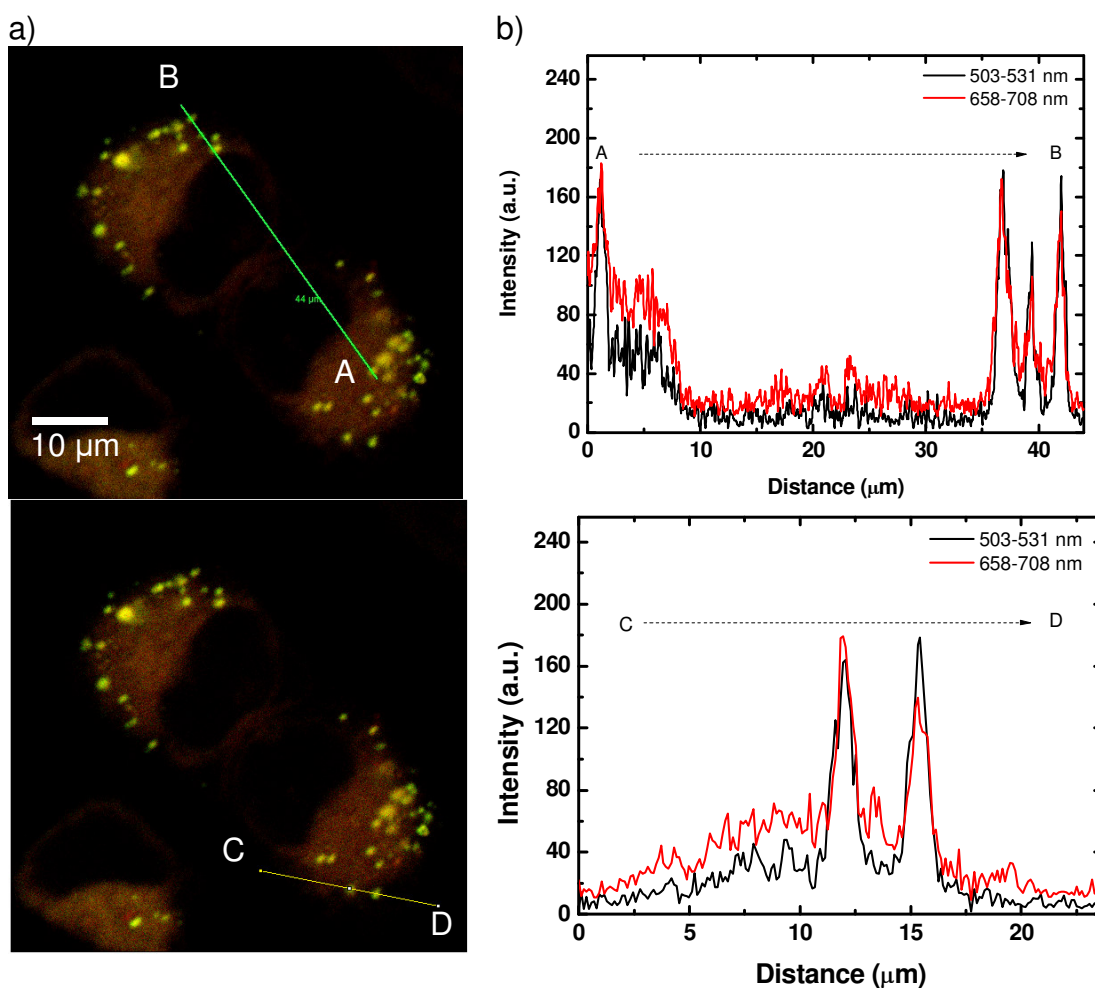 a)
B
44 µm
A
10 µm
C
D
b)
240
200
160
120
80
40
0
Intensity (a.u.)
503-531 nm
658-708 nm
A
B
0
10
20
30
40
Distance (µm)
240
200
160
120
80
40
0
Intensity (a.u.)
503-531 nm
658-708 nm
C
D
0
5
10
15
20
Distance (µm)